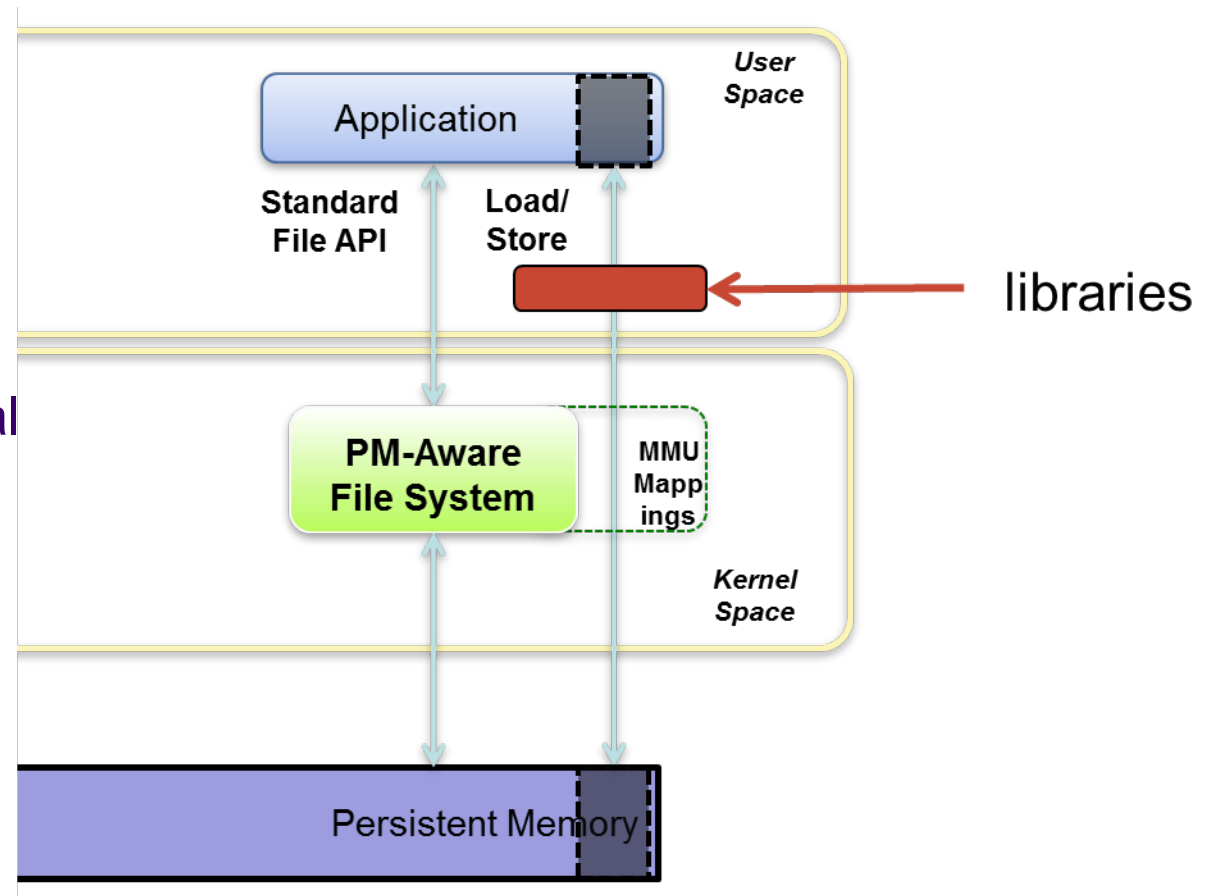 User
Space
Application
Standard
File API
Load/
Store
libraries
al
PM-Aware
File System
MMU
Mapp
ings
Kernel
Space
Persistent Memory